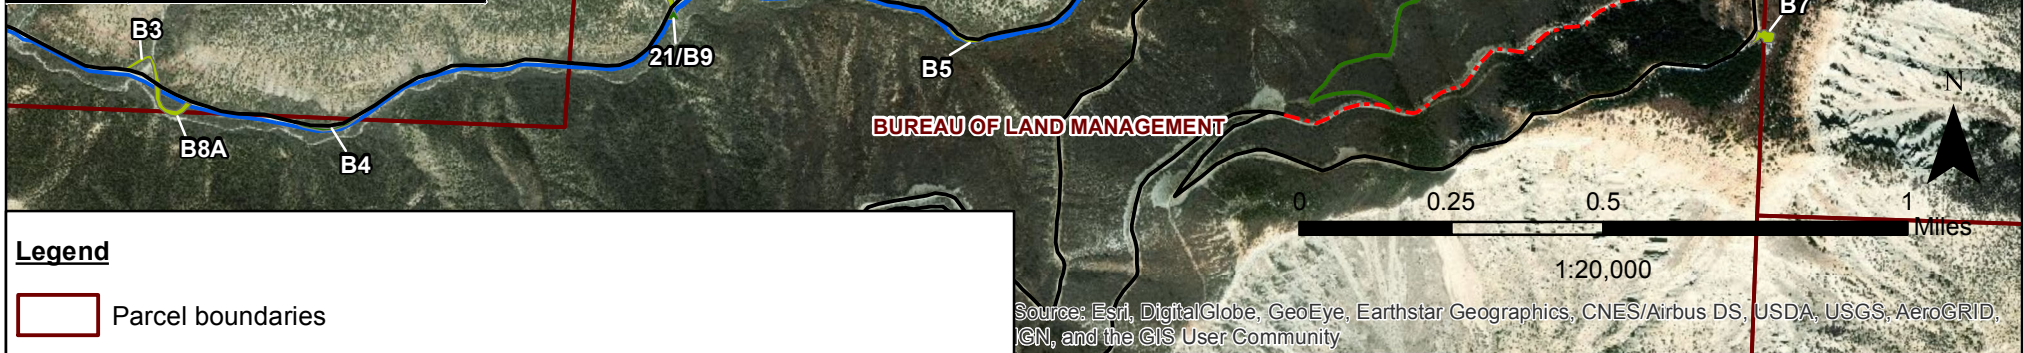 B7
B3
21/B9
B5
N
BUREAU OF LAND MANAGEMENT
B8A
B4
0 0.25 0.5 1
Miles
Legend
1:20,000
Parcel boundaries
Source: Esri, DigitalGlobe, GeoEye, Earthstar Geographics, CNES/Airbus DS, USDA, USGS, AeroGRID,
IGN, and the GIS User Community